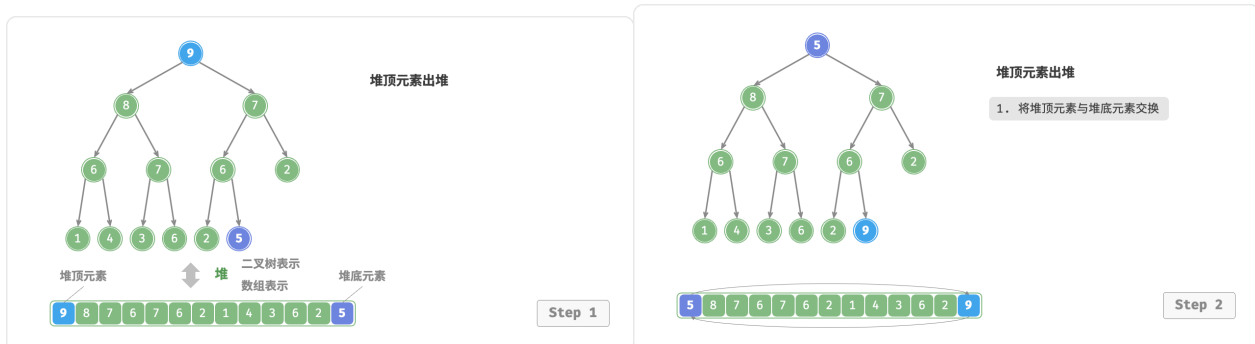 9
堆顶元素出堆
8 7
6 7 6 2
1 4 3 6 2 5
堆顶元素
堆
二叉树表示
数组表示
堆底元素
9 8 7 6 7 6 2 1 4 3 6 2 5
Step 1
5
堆顶元素出堆
8 7
1. 将堆顶元素与堆底元素交换
6 7 6 2
1 4 3 6 2 9
5 8 7 6 7 6 2 1 4 3 6 2 9
Step 2